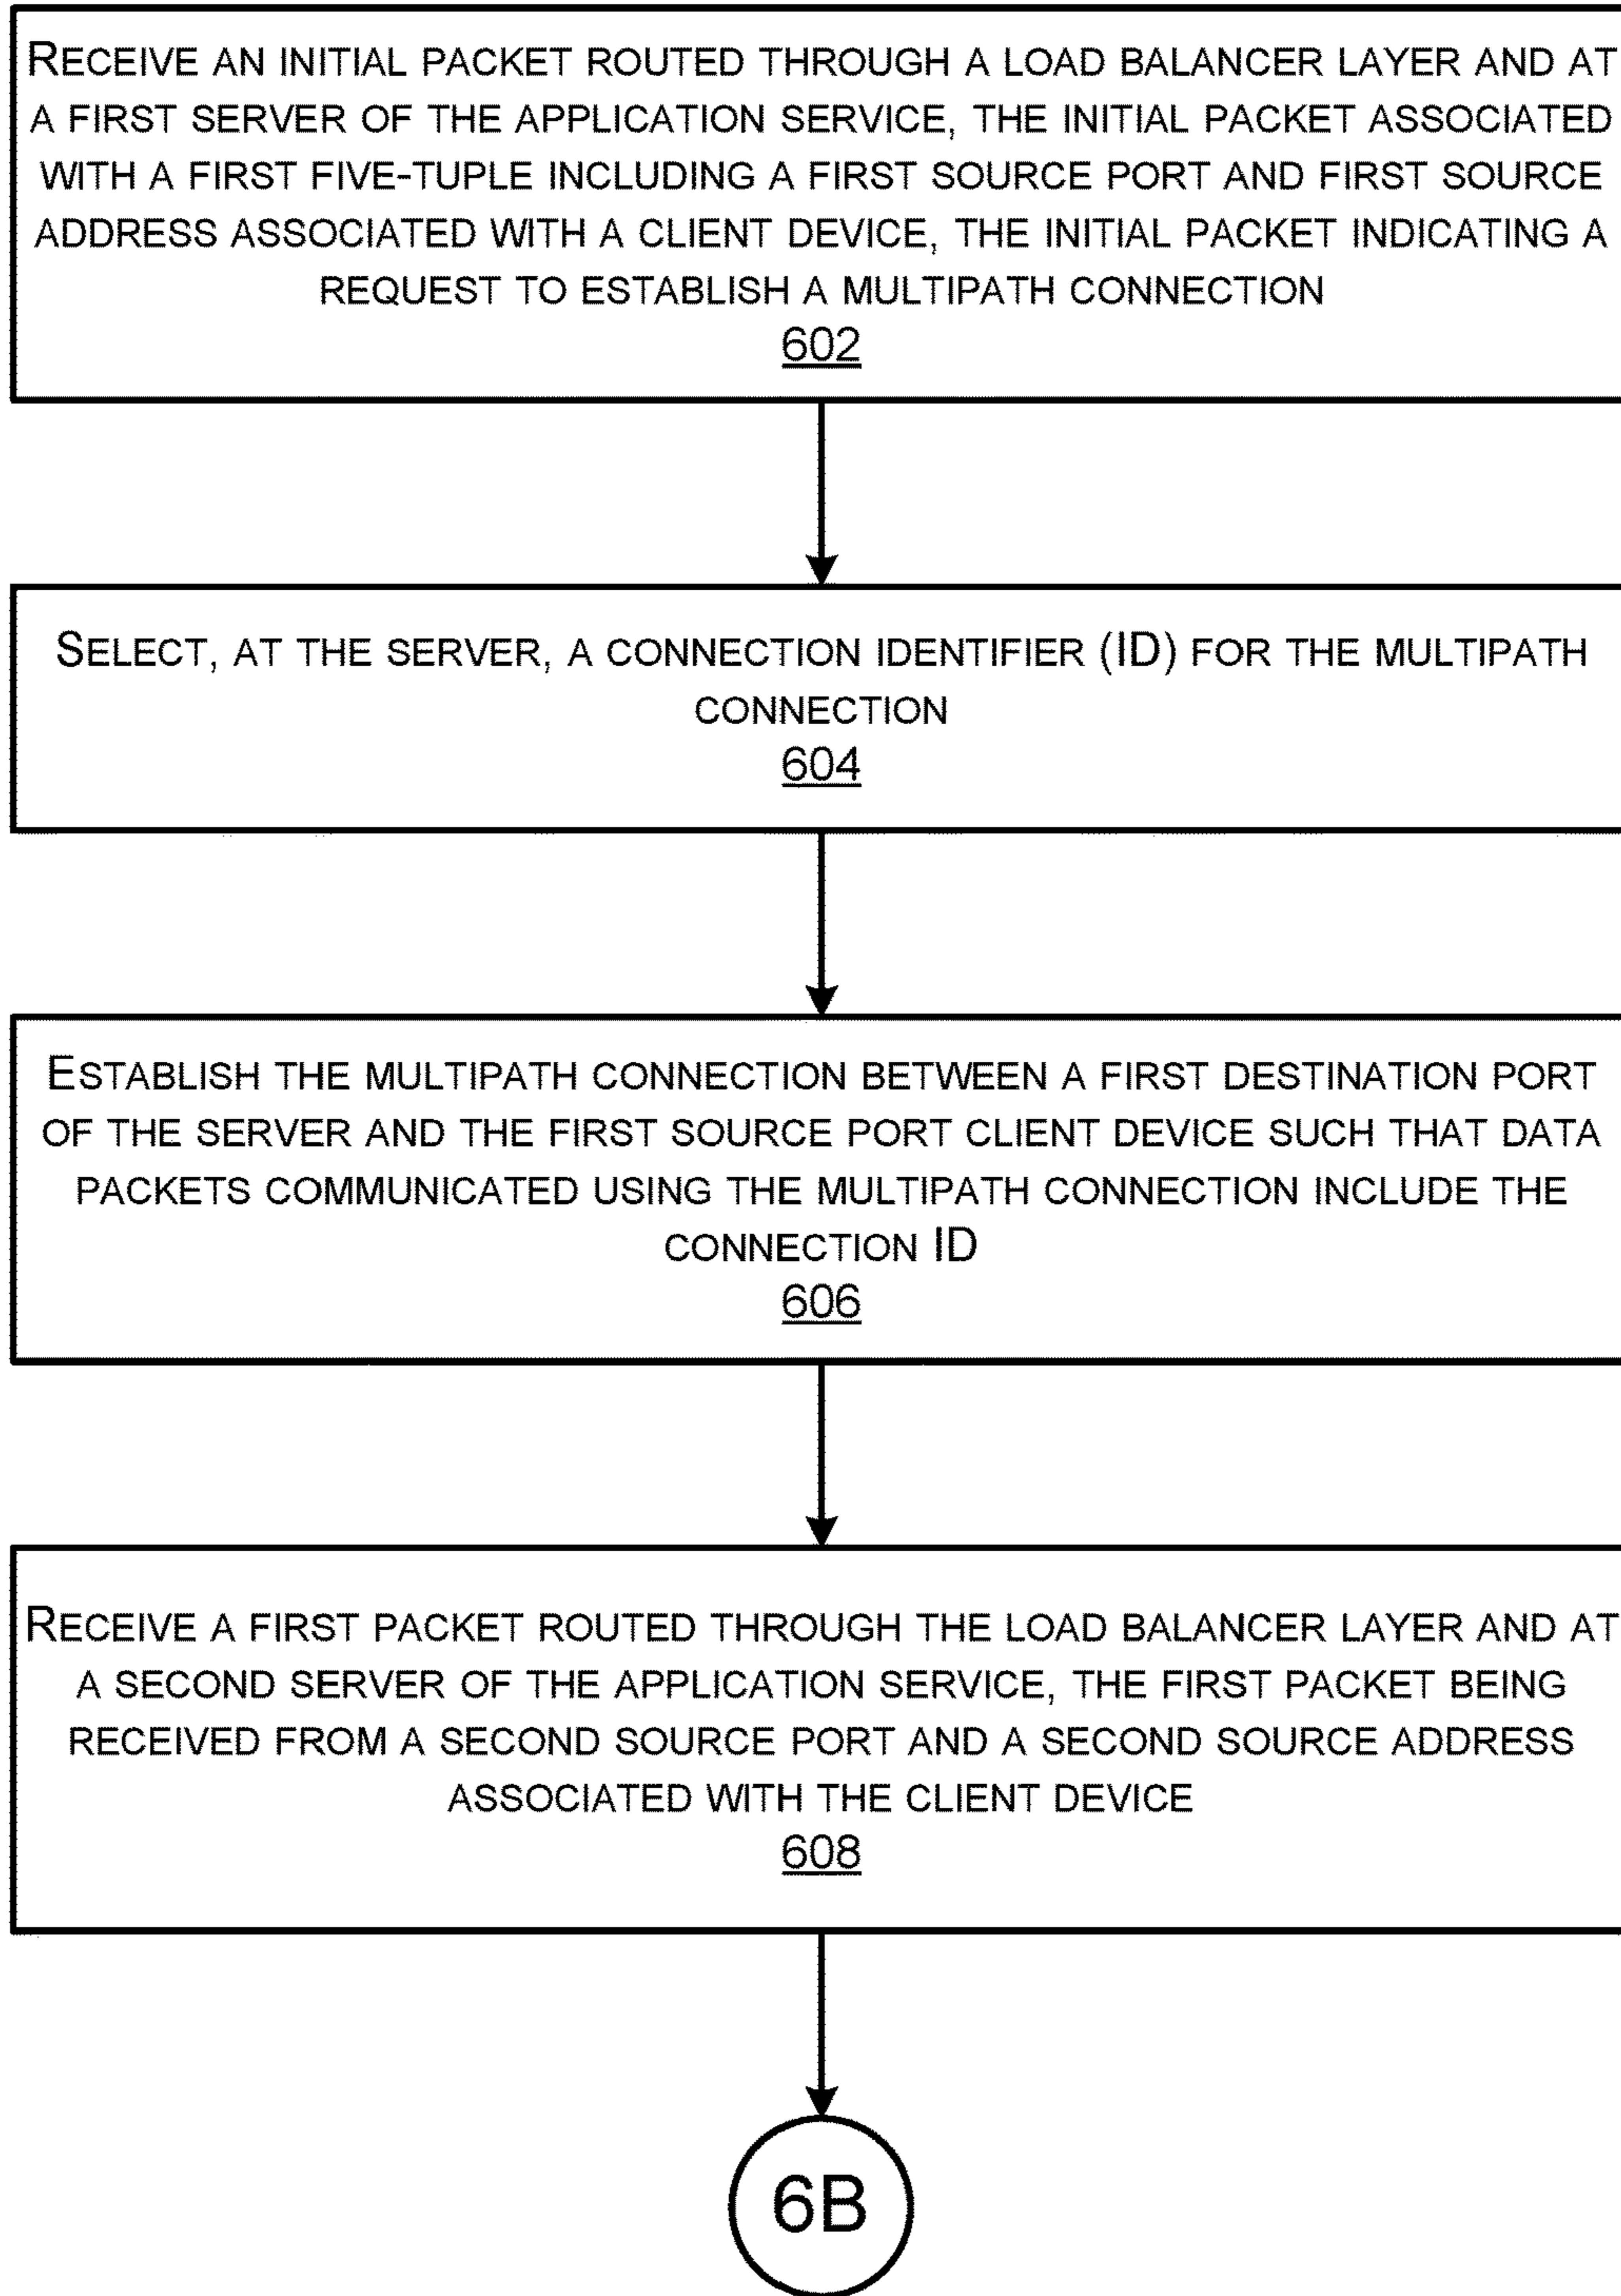 RECEIVE AN INITIAL PACKET ROUTED THROUGH A LOAD BALANCER LAYER AND AT
A FIRST SERVER OF THE APPLICATION SERVICE, THE INITIAL PACKET ASSOCIATED
WITH A FIRST FIVE-TUPLE INCLUDING A FIRST SOURCE PORT AND FIRST SOURCE
ADDRESS ASSOCIATED WITH A CLIENT DEVICE, THE INITIAL PACKET INDICATING A
REQUEST TO ESTABLISH A MULTIPATH CONNECTION
602
SELECT, AT THE SERVER, A CONNECTION IDENTIFIER (ID) FOR THE MULTIPATH
CONNECTION
604
ESTABLISH THE MULTIPATH CONNECTION BETWEEN A FIRST DESTINATION PORT
OF THE SERVER AND THE FIRST SOURCE PORT CLIENT DEVICE SUCH THAT DATA
PACKETS COMMUNICATED USING THE MULTIPATH CONNECTION INCLUDE THE
CONNECTION ID
606
RECEIVE A FIRST PACKET ROUTED THROUGH THE LOAD BALANCER LAYER AND AT
A SECOND SERVER OF THE APPLICATION SERVICE, THE FIRST PACKET BEING
RECEIVED FROM A SECOND SOURCE PORT AND A SECOND SOURCE ADDRESS
ASSOCIATED WITH THE CLIENT DEVICE
608
6B